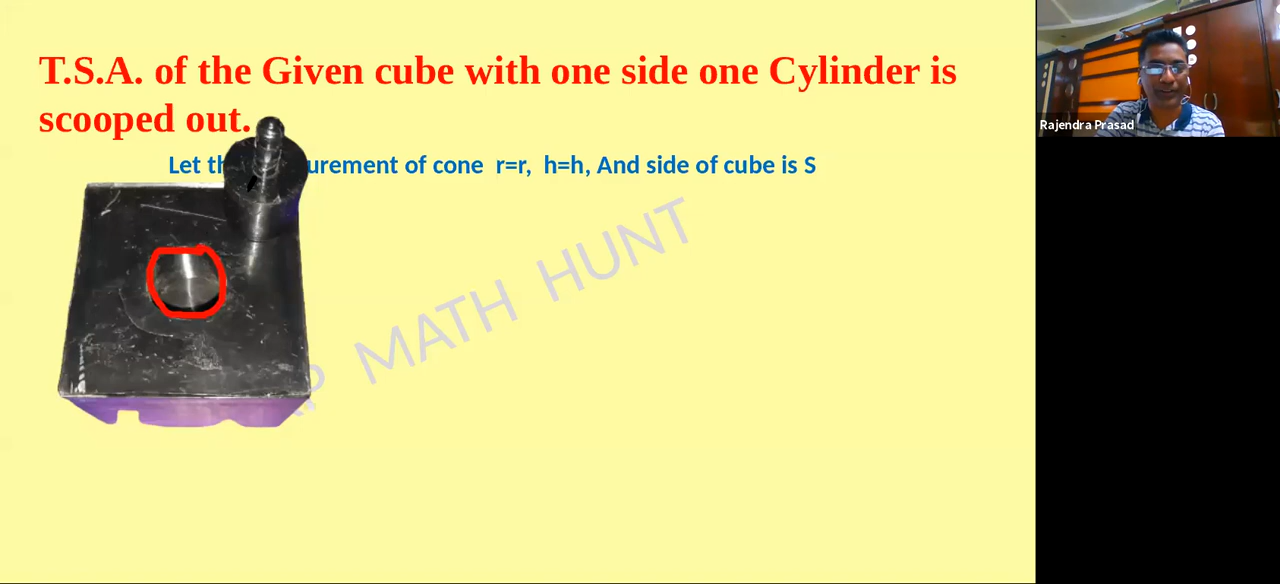 T.S.A. of the Given cube with one side one Cylinder is
scooped out.
Let urement of cone r=r, h=h, And side of cube is S
MATH HUNT
Rajendra Prasad